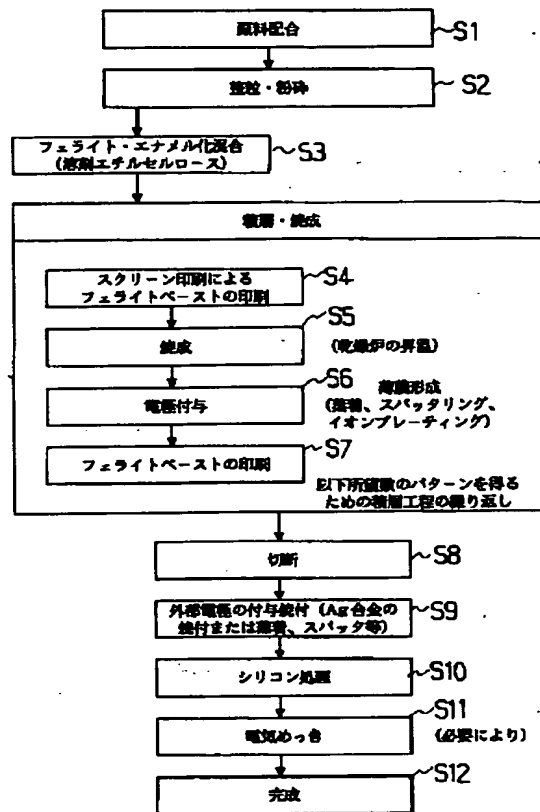 原料配合
S1
整粒・粉砕
S2
フェライト・エナメル化混合
(溶剤エチルセルロース)
S3
積層・焼成
スクリーン印刷による
フェライトペーストの印刷
S4
焼成
S5
(乾燥炉の昇温)
電極付与
S6
薄膜形成
(蒸着、スパッタリング、
イオンプレーティング)
フェライトペーストの印刷
S7
以下所望数のパターンを得る
ための積層工程の繰り返し
切断
S8
外部電極の付与焼付(Ag合金の
焼付または蒸着、スパッタ等)
S9
シリコン処理
S10
電気めっき
S11
(必要により)
完成
S12